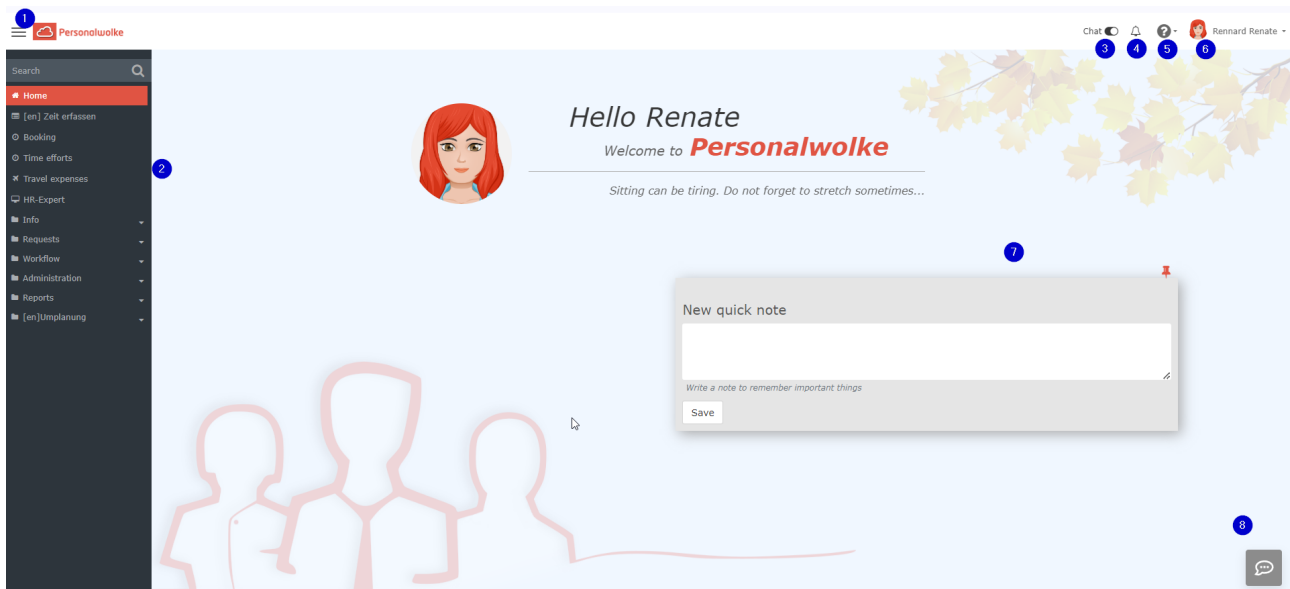 1
Personalwolke
Chat
Rennard Renate
3
4
5
6
Search
Home
[en] Zeit erfassen
Booking
Time efforts
2
Travel expenses
HR-Expert
Info
Requests
Workflow
Administration
Reports
[en]Umplanung
Hello Renate
Welcome to Personalwolke
Sitting can be tiring. Do not forget to stretch sometimes...
7
New quick note
Write a note to remember important things
Save
8